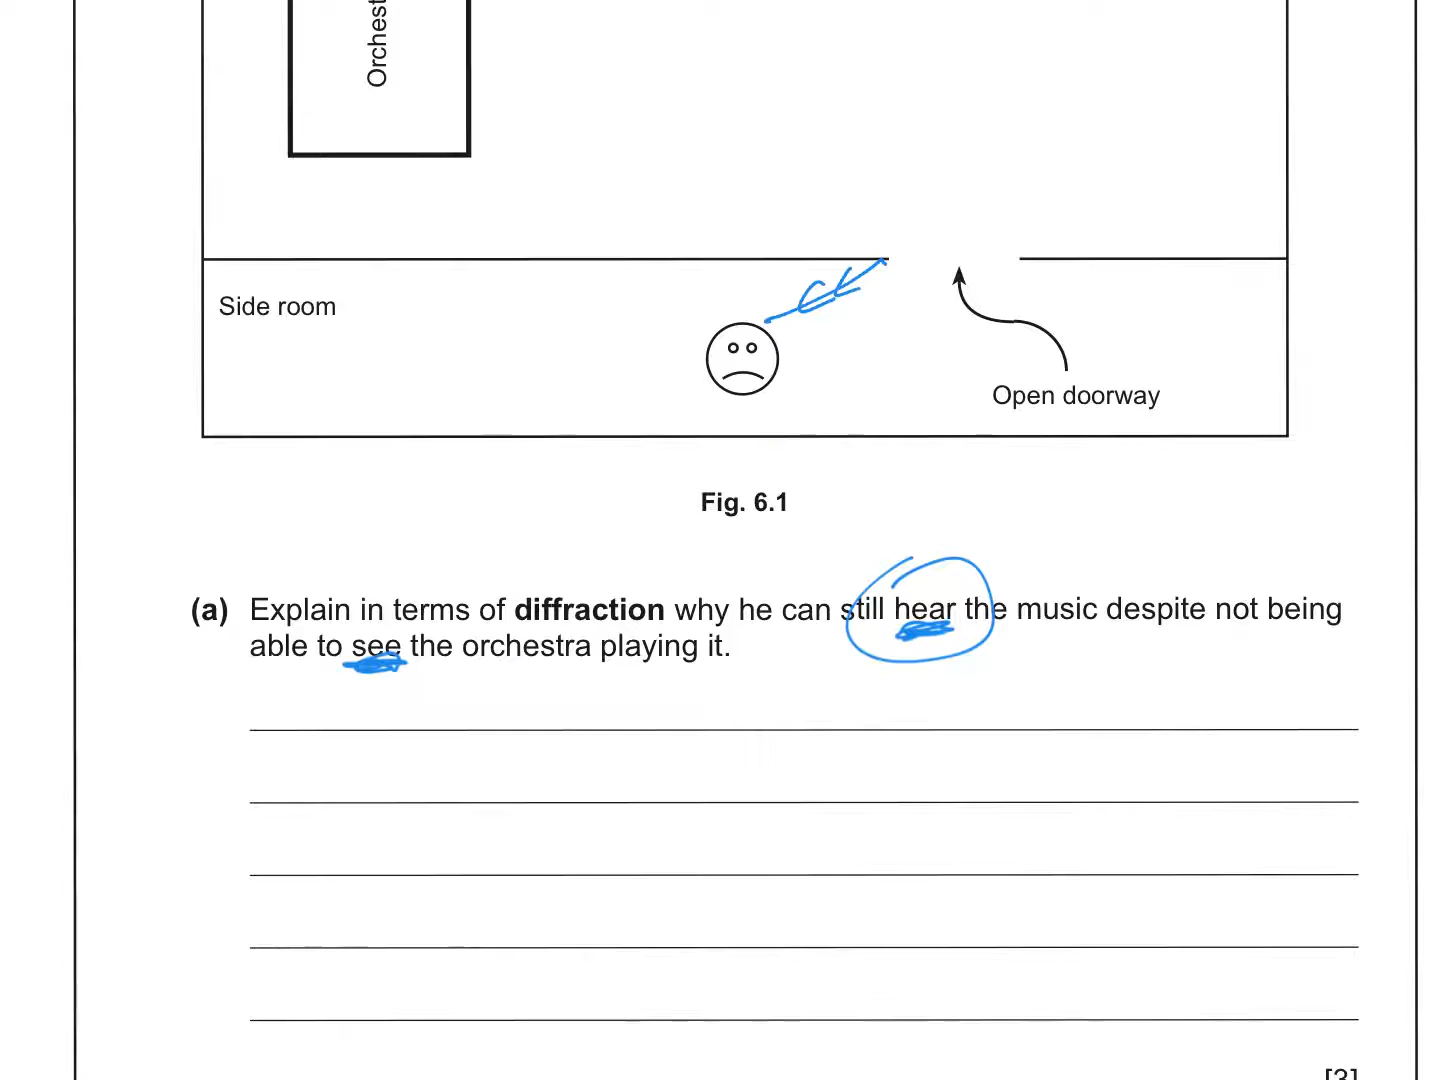 Orchest
Side room
Open doorway
Fig. 6.1
(a) Explain in terms of diffraction why he can still hear the music despite not being
able to see the orchestra playing it.
[3]